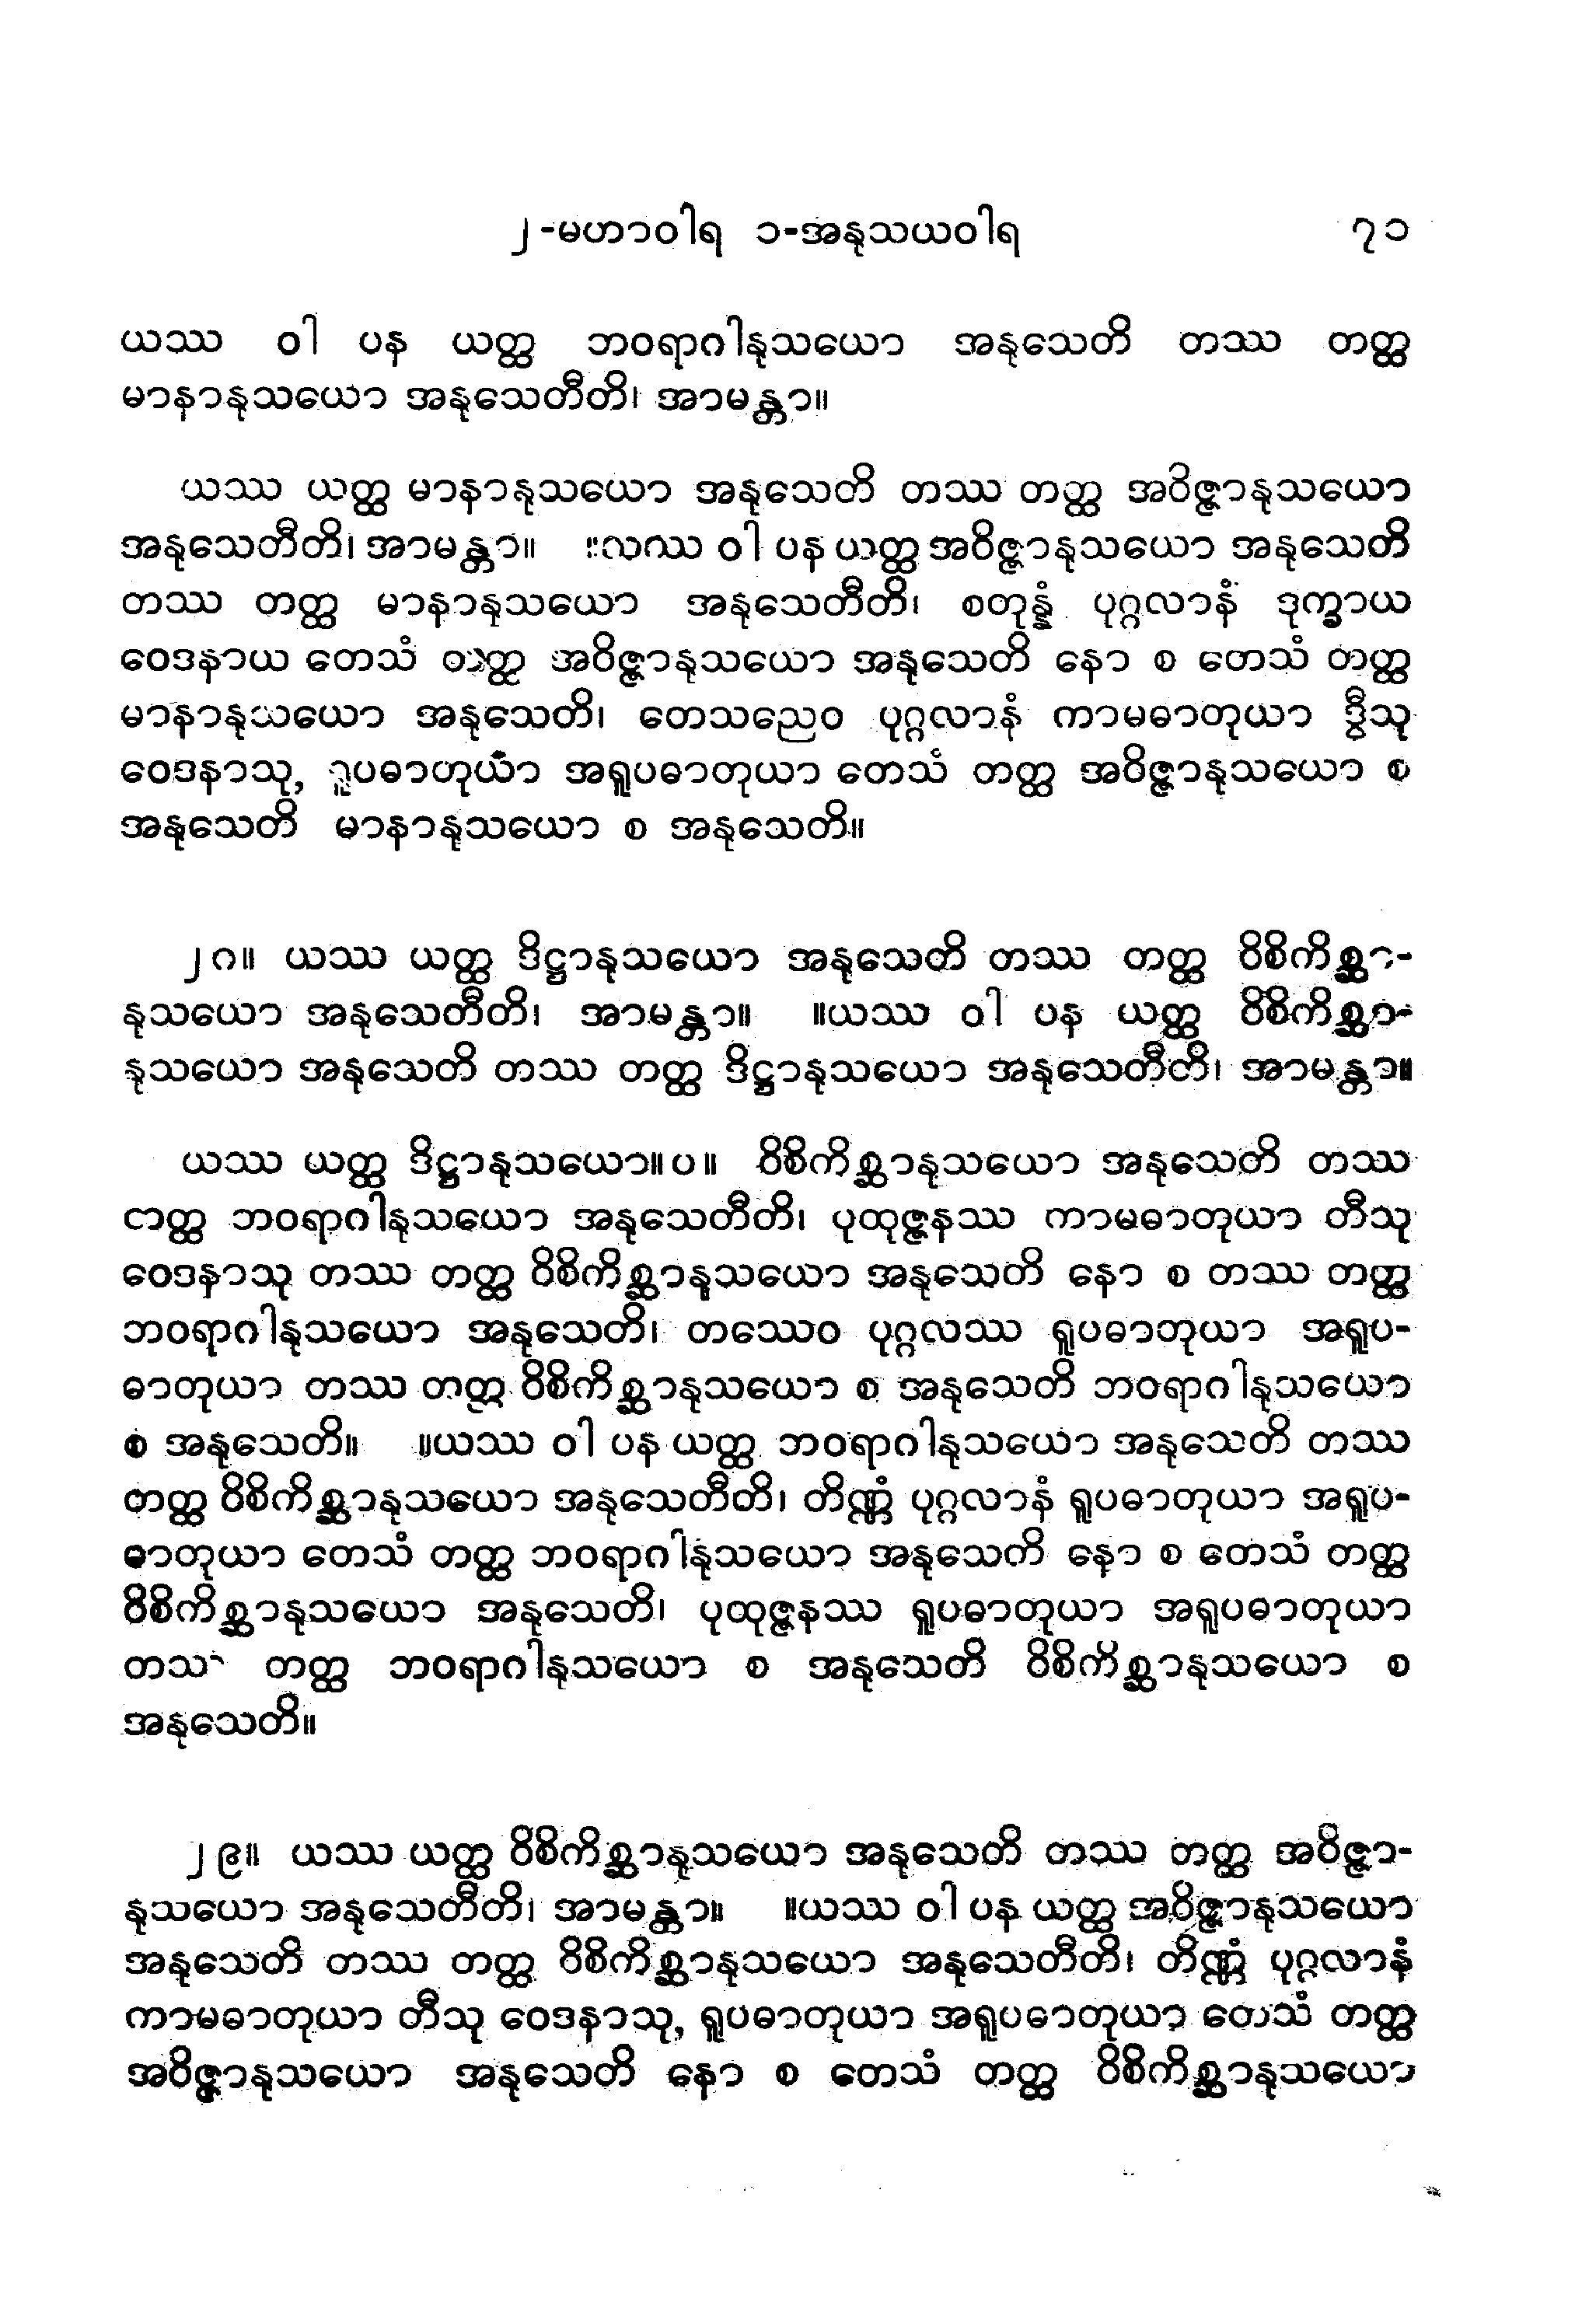 ၂-မဟာဝါရ ၁-အနုသယဝါရ ၇၁
ယဿ ဝါ ပန ယတ္ထ ဘဝရာဂါနုသယော အနုသေတိ တဿ တတ္ထ
မာနာနုသယော အနုသေတီတိ၊ အာမန္တာ။
ယဿ ယတ္ထ မာနာနုသယော အနုသေတိ တဿ တတ္ထ အဝိဇ္ဇာနုသယော
အနုသေတီတိ၊ အာမန္တာ။ ။ယဿ ဝါ ပန ယတ္ထ အဝိဇ္ဇာနုသယော အနုသေတိ
တဿ တတ္ထ မာနာနုသယော အနုသေတီတိ၊ စတုန္နံ ပုဂ္ဂလာနံ ဒုက္ခာယ
ဝေဒနာယ တေသံ တတ္ထ အဝိဇ္ဇာနုသယော အနုသေတိ နော စ တေသံ တတ္ထ
မာနာနုသယော အနုသေတိ၊ တေသညေဝ ပုဂ္ဂလာနံ ကာမဓာတုယာ ဒွီသု
ဝေဒနာသု, ရူပဓာတုယာ အရူပဓာတုယာ တေသံ တတ္ထ အဝိဇ္ဇာနုသယော စ
အနုသေတိ မာနာနုသယော စ အနုသေတိ။
၂၈။ ယဿ ယတ္ထ ဒိဋ္ဌာနုသယော အနုသေတိ တဿ တတ္ထ ဝိစိကိစ္ဆာ-
နုသယော အနုသေတီတိ၊ အာမန္တာ။ ။ယဿ ဝါ ပန ယတ္ထ ဝိစိကိစ္ဆာ-
နုသယော အနုသေတိ တဿ တတ္ထ ဒိဋ္ဌာနုသယော အနုသေတီတိ၊ အာမန္တာ။
ယဿ ယတ္ထ ဒိဋ္ဌာနုသယော။ပ။ ဝိစိကိစ္ဆာနုသယော အနုသေတိ တဿ
တတ္ထ ဘဝရာဂါနုသယော အနုသေတီတိ၊ ပုထုဇ္ဇနဿ ကာမဓာတုယာ တီသု
ဝေဒနာသု တဿ တတ္ထ ဝိစိကိစ္ဆာနုသယော အနုသေတိ နော စ တဿ တတ္ထ
ဘဝရာဂါနုသယော အနုသေတိ၊ တဿေဝ ပုဂ္ဂလဿ ရူပဓာတုယာ အရူပ-
ဓာတုယာ တဿ တတ္ထ ဝိစိကိစ္ဆာနုသယော စ အနုသေတိ ဘဝရာဂါနုသယော
စ အနုသေတိ။ ။ယဿ ဝါ ပန ယတ္ထ ဘဝရာဂါနုသယော အနုသေတိ တဿ
တတ္ထ ဝိစိကိစ္ဆာနုသယော အနုသေတီတိ၊ တိဏ္ဏံ ပုဂ္ဂလာနံ ရူပဓာတုယာ အရူပ-
ဓာတုယာ တေသံ တတ္ထ ဘဝရာဂါနုသယော အနုသေတိ နော စ တေသံ တတ္ထ
ဝိစိကိစ္ဆာနုသယော အနုသေတိ၊ ပုထုဇ္ဇနဿ ရူပဓာတုယာ အရူပဓာတုယာ
တဿ တတ္ထ ဘဝရာဂါနုသယော စ အနုသေတိ ဝိစိကိစ္ဆာနုသယော စ
အနုသေတိ။
၂၉။ ယဿ ယတ္ထ ဝိစိကိစ္ဆာနုသယော အနုသေတိ တဿ တတ္ထ အဝိဇ္ဇာ-
နုသယော အနုသေတီတိ၊ အာမန္တာ။ ။ယဿ ဝါ ပန ယတ္ထ အဝိဇ္ဇာနုသယော
အနုသေတိ တဿ တတ္ထ ဝိစိကိစ္ဆာနုသယော အနုသေတီတိ၊ တိဏ္ဏံ ပုဂ္ဂလာနံ
ကာမဓာတုယာ တီသု ဝေဒနာသု, ရူပဓာတုယာ အရူပဓာတုယာ တေသံ တတ္ထ
အဝိဇ္ဇာနုသယော အနုသေတိ နော စ တေသံ တတ္ထ ဝိစိကိစ္ဆာနုသယော